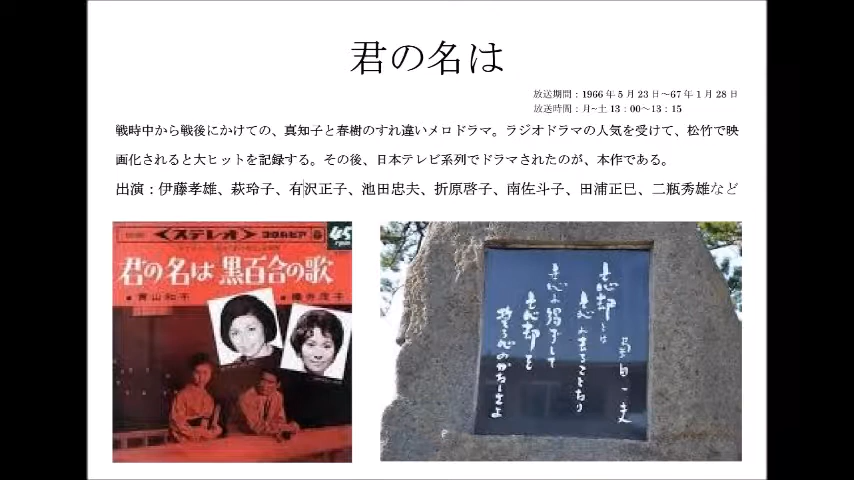 君の名は
放送期間：1966年5月23日～67年1月28日
放送時間：月~土 13：00～13：15
戦時中から戦後にかけての、真知子と春樹のすれ違いメロドラマ。ラジオドラマの人気を受けて、松竹で映
画化されると大ヒットを記録する。その後、日本テレビ系列でドラマされたのが、本作である。
出演：伊藤孝雄、萩玲子、有沢正子、池田忠夫、折原啓子、南佐斗子、田浦正巳、二瓶秀雄など
<ステレオ> コロムビア
45
君の名は 黒百合の歌
青山和子
忘却とは
忘れ去ることなり
忘れ得ずして
忘却を
誓う心のかなしさよ
菊田一夫